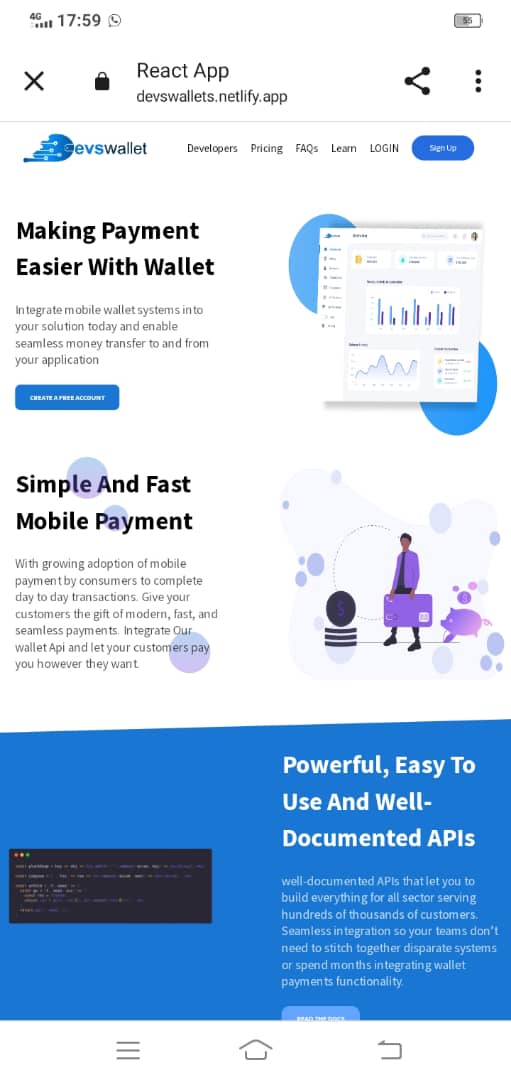 4G 17:59 55
React App
devswallets.netlify.app
evswallet Developers Pricing FAQs Learn LOGIN Sign Up
Making Payment
Easier With Wallet
Integrate mobile wallet systems into
your solution today and enable
seamless money transfer to and from
your application
CREATE A FREE ACCOUNT
Simple And Fast
Mobile Payment
With growing adoption of mobile
payment by consumers to complete
day to day transactions. Give your
customers the gift of modern, fast, and
seamless payments. Integrate Our
wallet Api and let your customers pay
you however they want.
Powerful, Easy To
Use And Well-
Documented APIs
well-documented APIs that let you to
build everything for all sector serving
hundreds of thousands of customers.
Seamless integration so your teams don't
need to stitch together disparate systems
or spend months integrating wallet
payments functionality.
READ THE DOCS